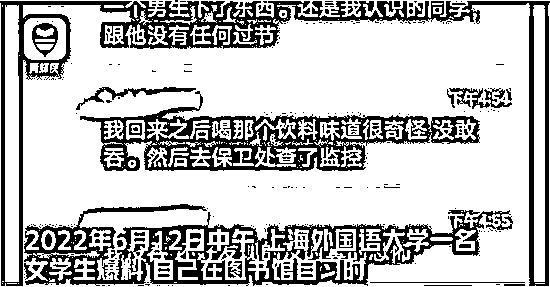 一个男生下了东西。还是我认识的同学,
跟他没有任何过节
下午4:54
我回来之后喝那个饮料味道很奇怪 没敢
吞。然后去保卫处查了监控
下午4:55
2022年6月12日中午 上海外国语大学一名
女学生爆料 自己在图书馆自习时